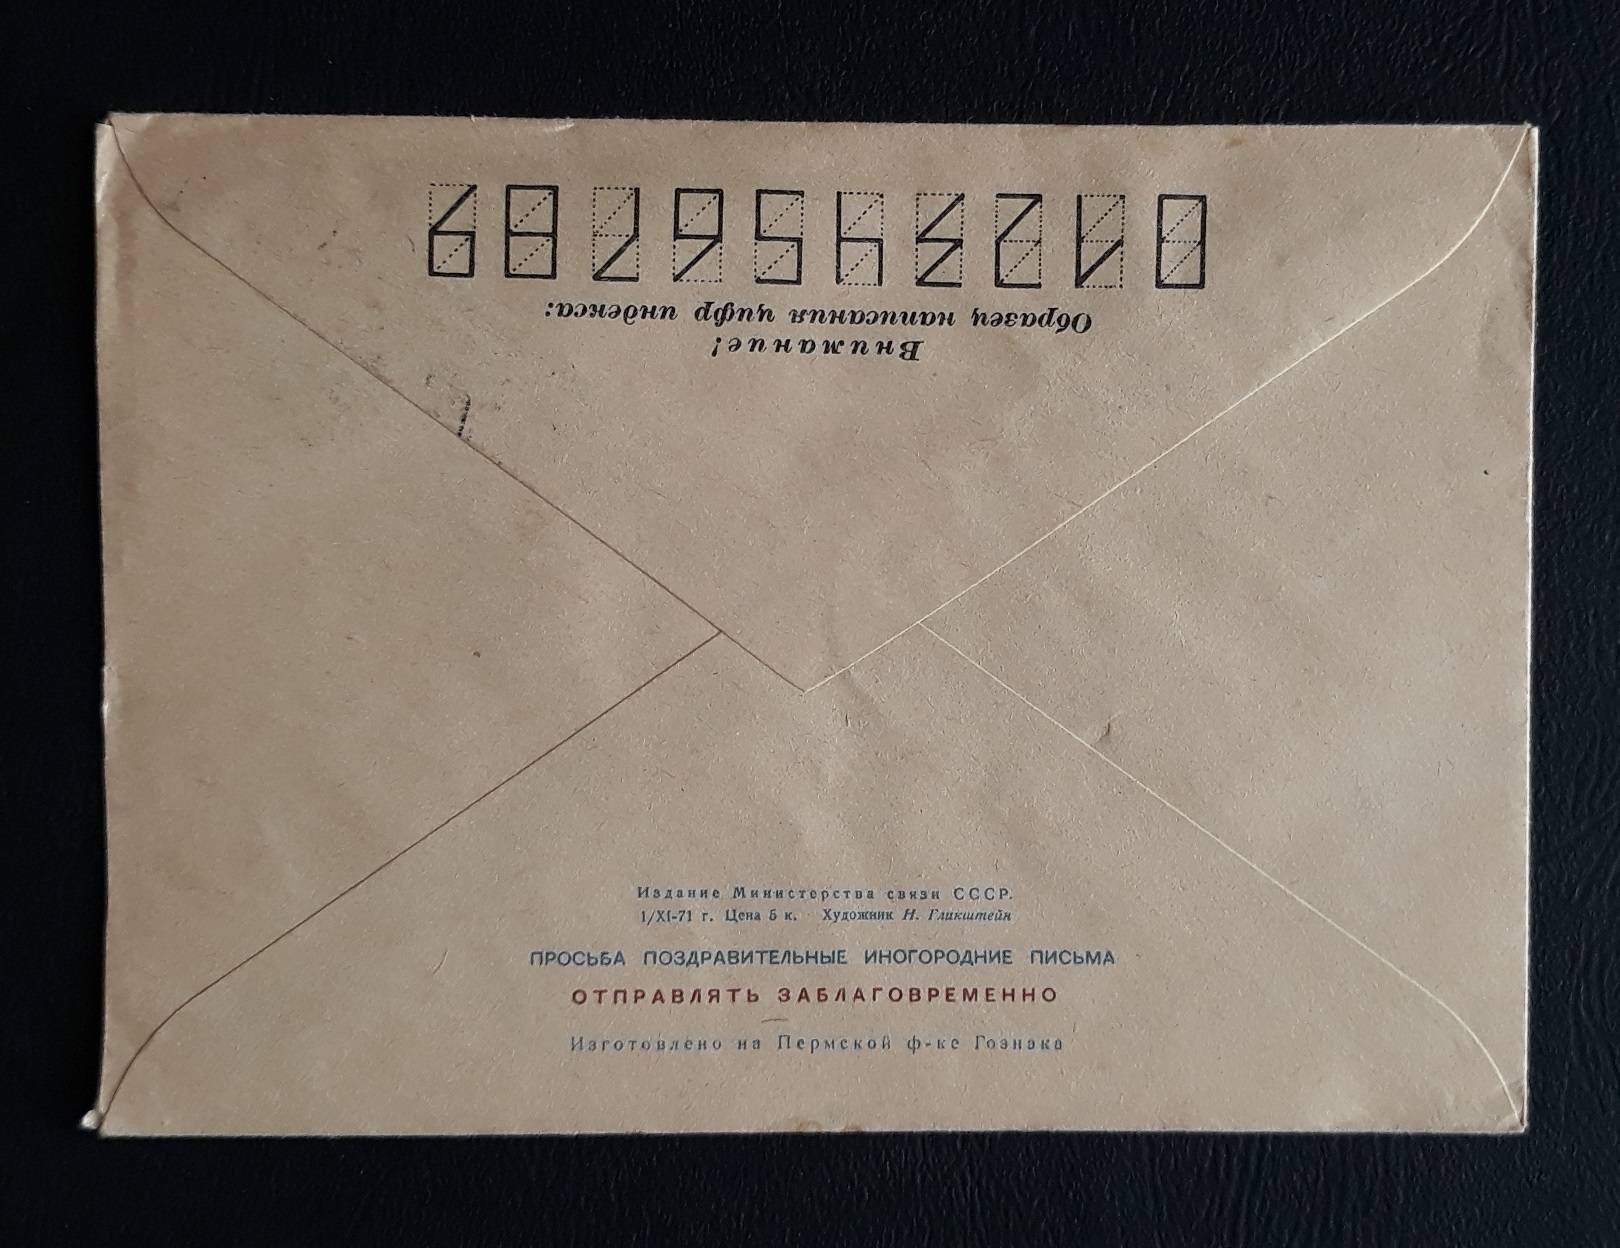 Внимание!
Образец написания цифр индекса:
0123456789
Издание Министерства связи СССР.
1/XI-71 г. Цена 5 к. Художник Н. Гликштейн
ПРОСЬБА ПОЗДРАВИТЕЛЬНЫЕ ИНОГОРОДНИЕ ПИСЬМА
ОТПРАВЛЯТЬ ЗАБЛАГОВРЕМЕННО
Изготовлено на Пермской ф-ке Гознака